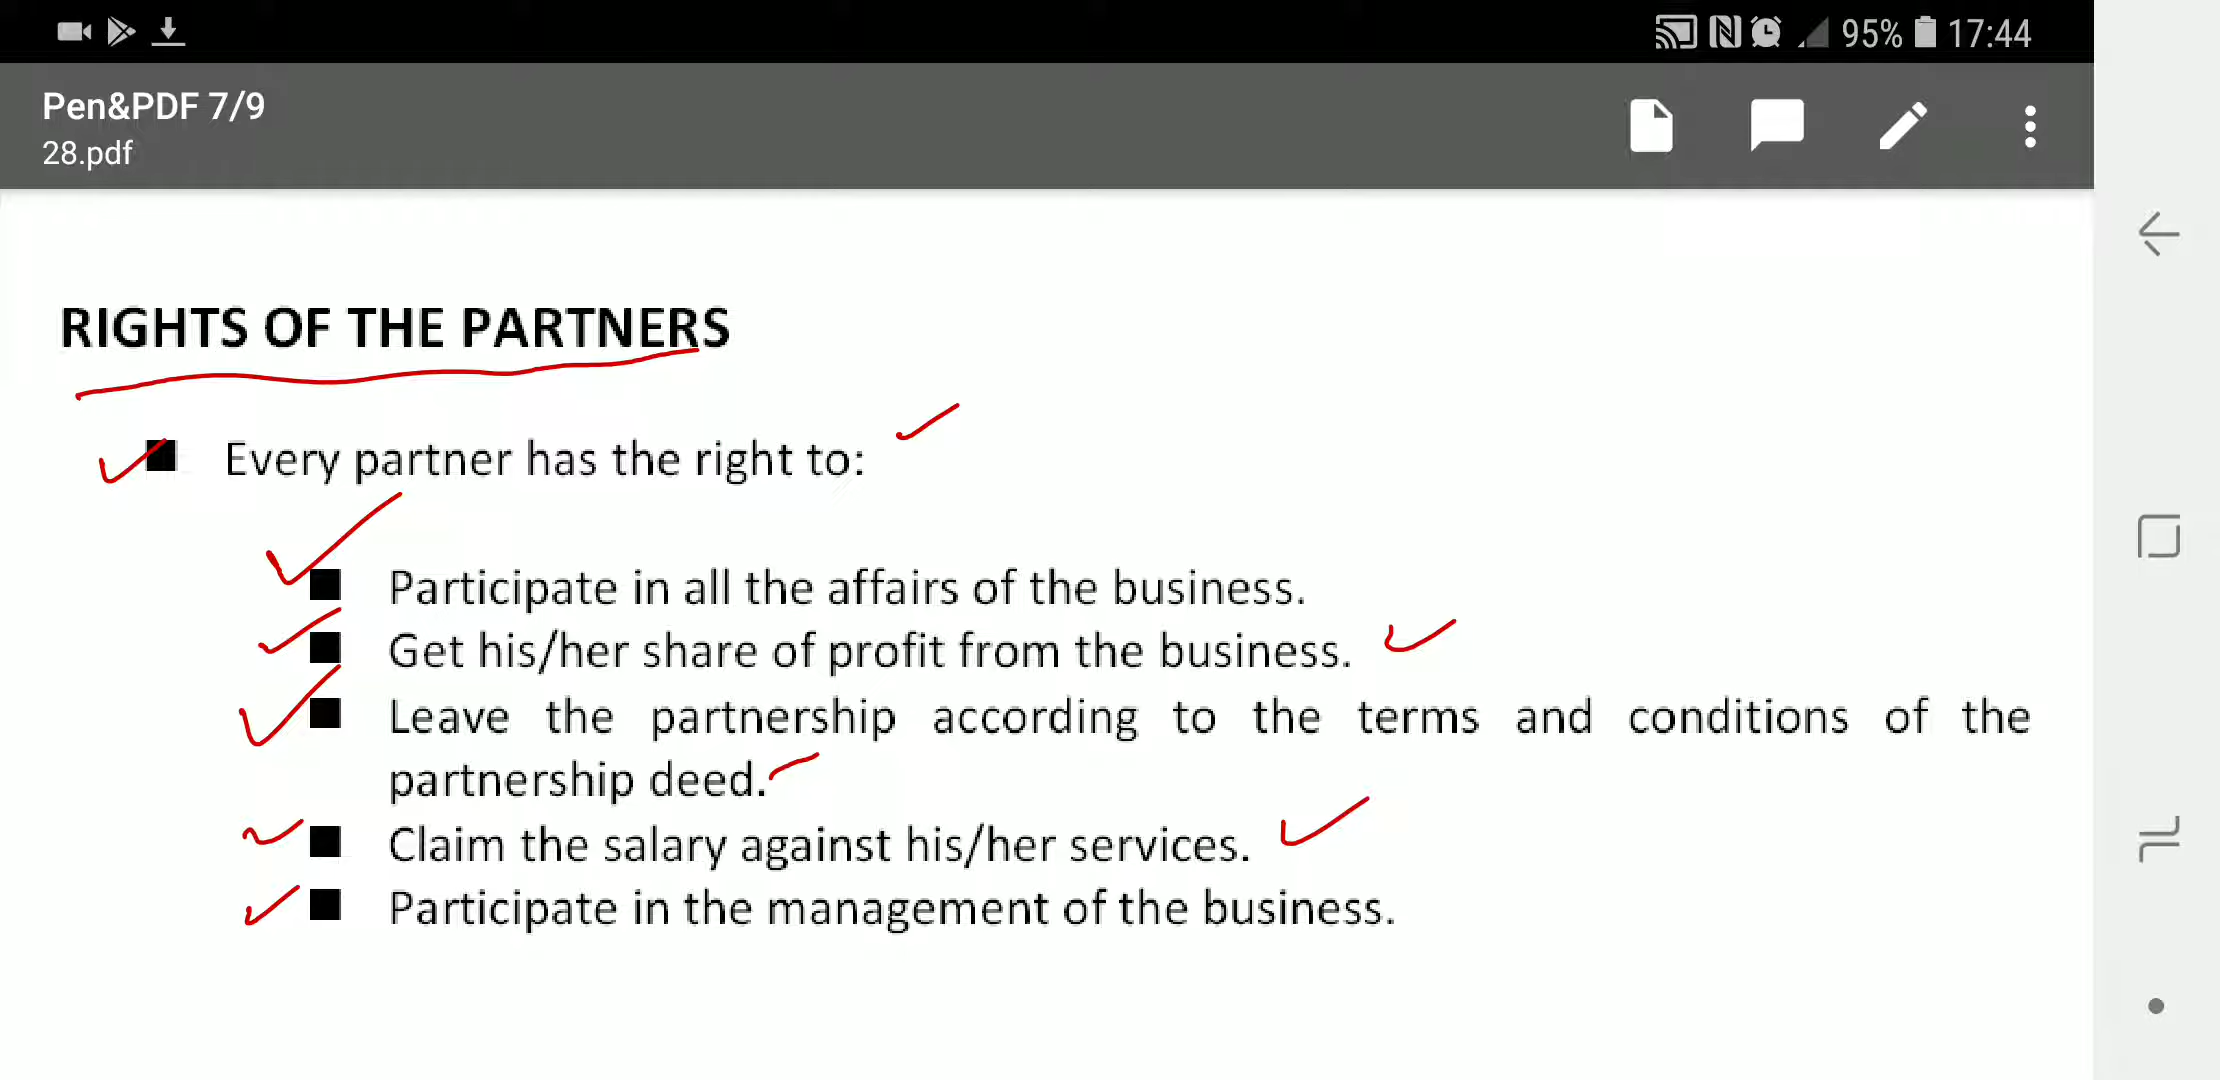 95% 17:44
Pen&PDF 7/9
28.pdf
RIGHTS OF THE PARTNERS
Every partner has the right to:
Participate in all the affairs of the business.
Get his/her share of profit from the business.
Leave the partnership according to the terms and conditions of the
partnership deed.
Claim the salary against his/her services.
Participate in the management of the business.